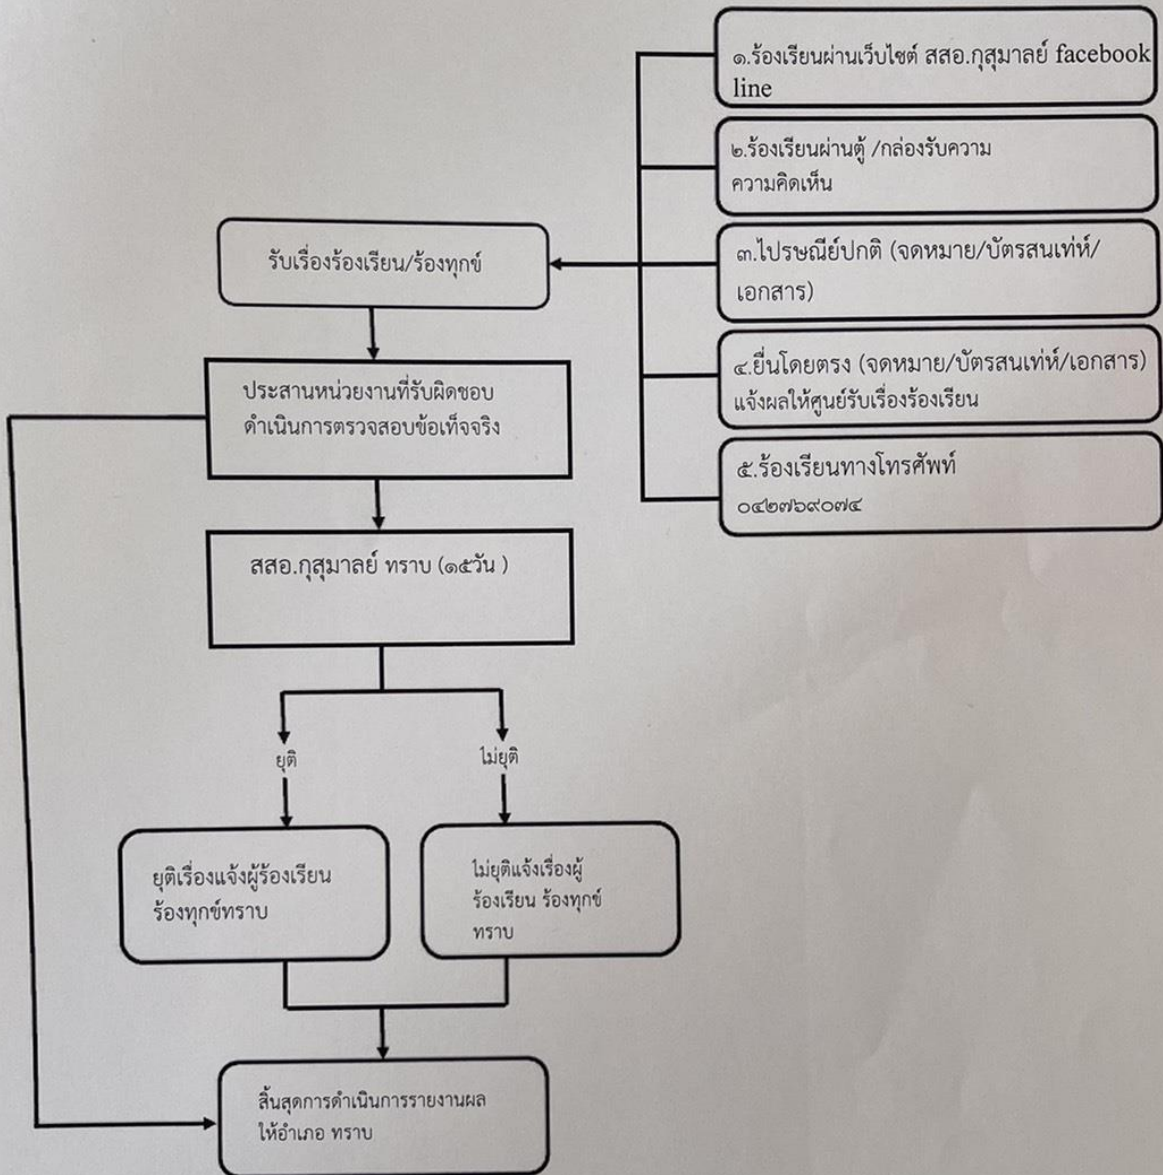 ๑.ร้องเรียนผ่านเว็บไซต์ สสอ.กุสุมาลย์ facebook
line
๒.ร้องเรียนผ่านตู้ /กล่องรับความ
ความคิดเห็น
๓.ไปรษณีย์ปกติ (จดหมาย/บัตรสนเท่ห์/
เอกสาร)
๔.ยื่นโดยตรง (จดหมาย/บัตรสนเท่ห์/เอกสาร)
แจ้งผลให้ศูนย์รับเรื่องร้องเรียน
๕.ร้องเรียนทางโทรศัพท์
๐๔๒๗๖๙๐๗๔
รับเรื่องร้องเรียน/ร้องทุกข์
ประสานหน่วยงานที่รับผิดชอบ
ดำเนินการตรวจสอบข้อเท็จจริง
สสอ.กุสุมาลย์ ทราบ (๑๕วัน )
ยุติ
ไม่ยุติ
ยุติเรื่องแจ้งผู้ร้องเรียน
ร้องทุกข์ทราบ
ไม่ยุติแจ้งเรื่องผู้
ร้องเรียน ร้องทุกข์
ทราบ
สิ้นสุดการดำเนินการรายงานผล
ให้อำเภอ ทราบ